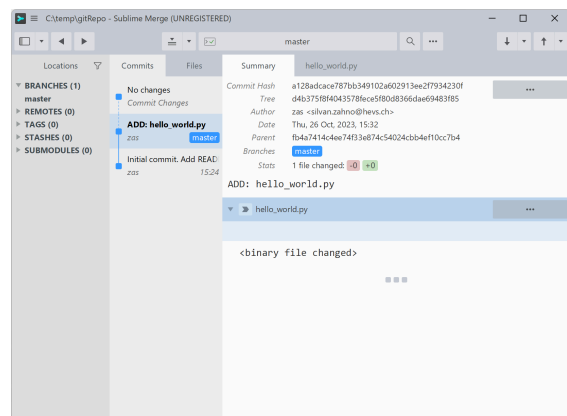 C:\temp\gitRepo - Sublime Merge (UNREGISTERED)
master
Locations
Commits
Files
Summary
hello_world.py
BRANCHES (1)
master
REMOTES (0)
TAGS (0)
STASHES (0)
SUBMODULES (0)
No changes
Commit Changes
ADD: hello_world.py
zas master
Initial commit. Add READ
zas 15:24
Commit Hash a128adcace787bb349102a602913ee2f7934230f
Tree d4b375f8f4043578fece5f80d8366dae69483f85
Author zas <silvan.zahno@hevs.ch>
Date Thu, 26 Oct, 2023, 15:32
Parent fb4a7414c4ee74f33e874c54024cbb4ef10cc7b4
Branches master
Stats 1 file changed: -0 +0
ADD: hello_world.py
hello_world.py
<binary file changed>